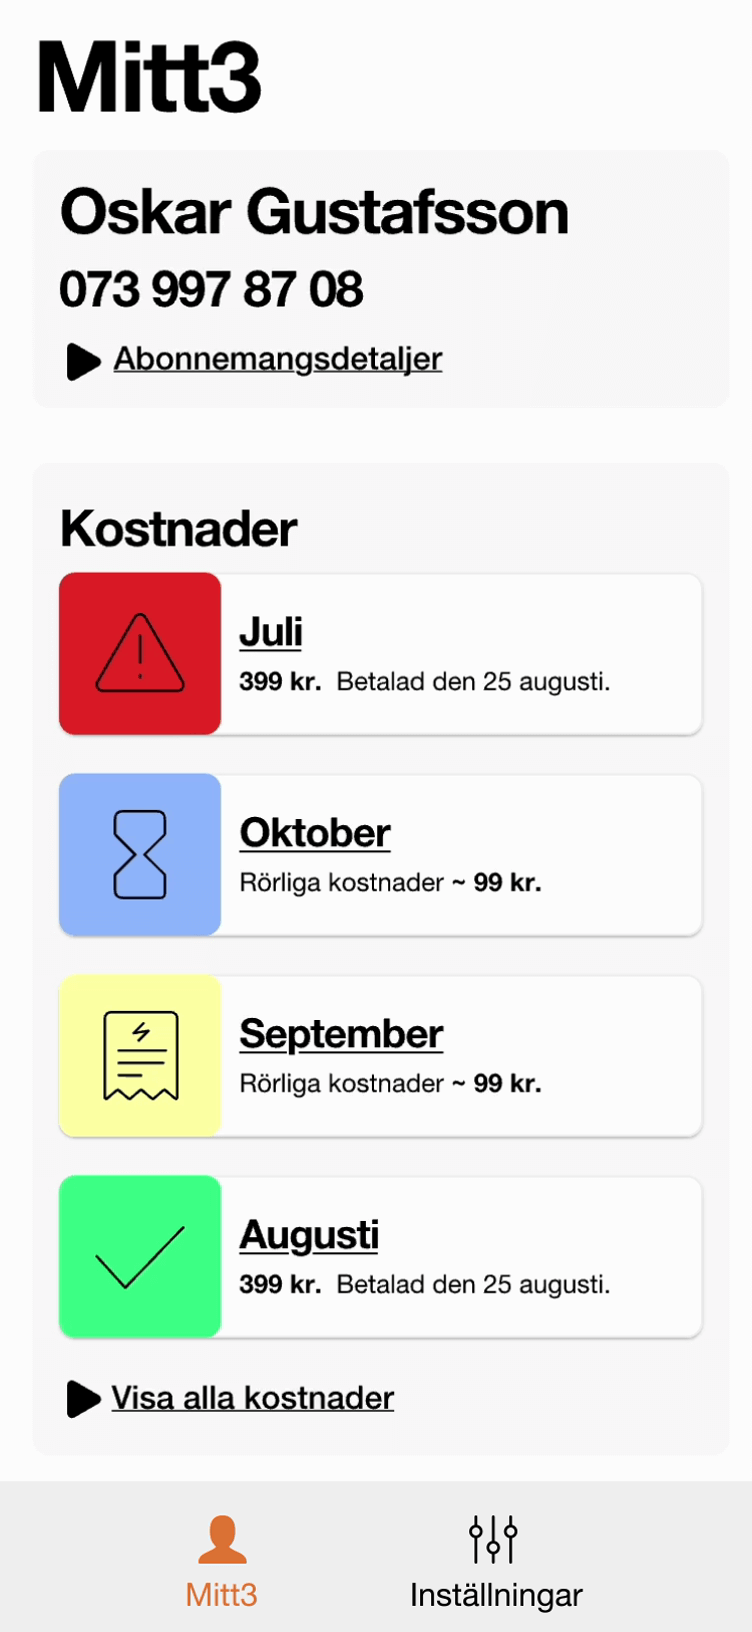 Mitt3
Oskar Gustafsson
073 997 87 08
Abonnemangsdetaljer
Kostnader
Juli
399 kr. Betalad den 25 augusti.
Oktober
Rörliga kostnader ~ 99 kr.
September
Rörliga kostnader ~ 99 kr.
Augusti
399 kr. Betalad den 25 augusti.
Visa alla kostnader
Mitt3
Inställningar